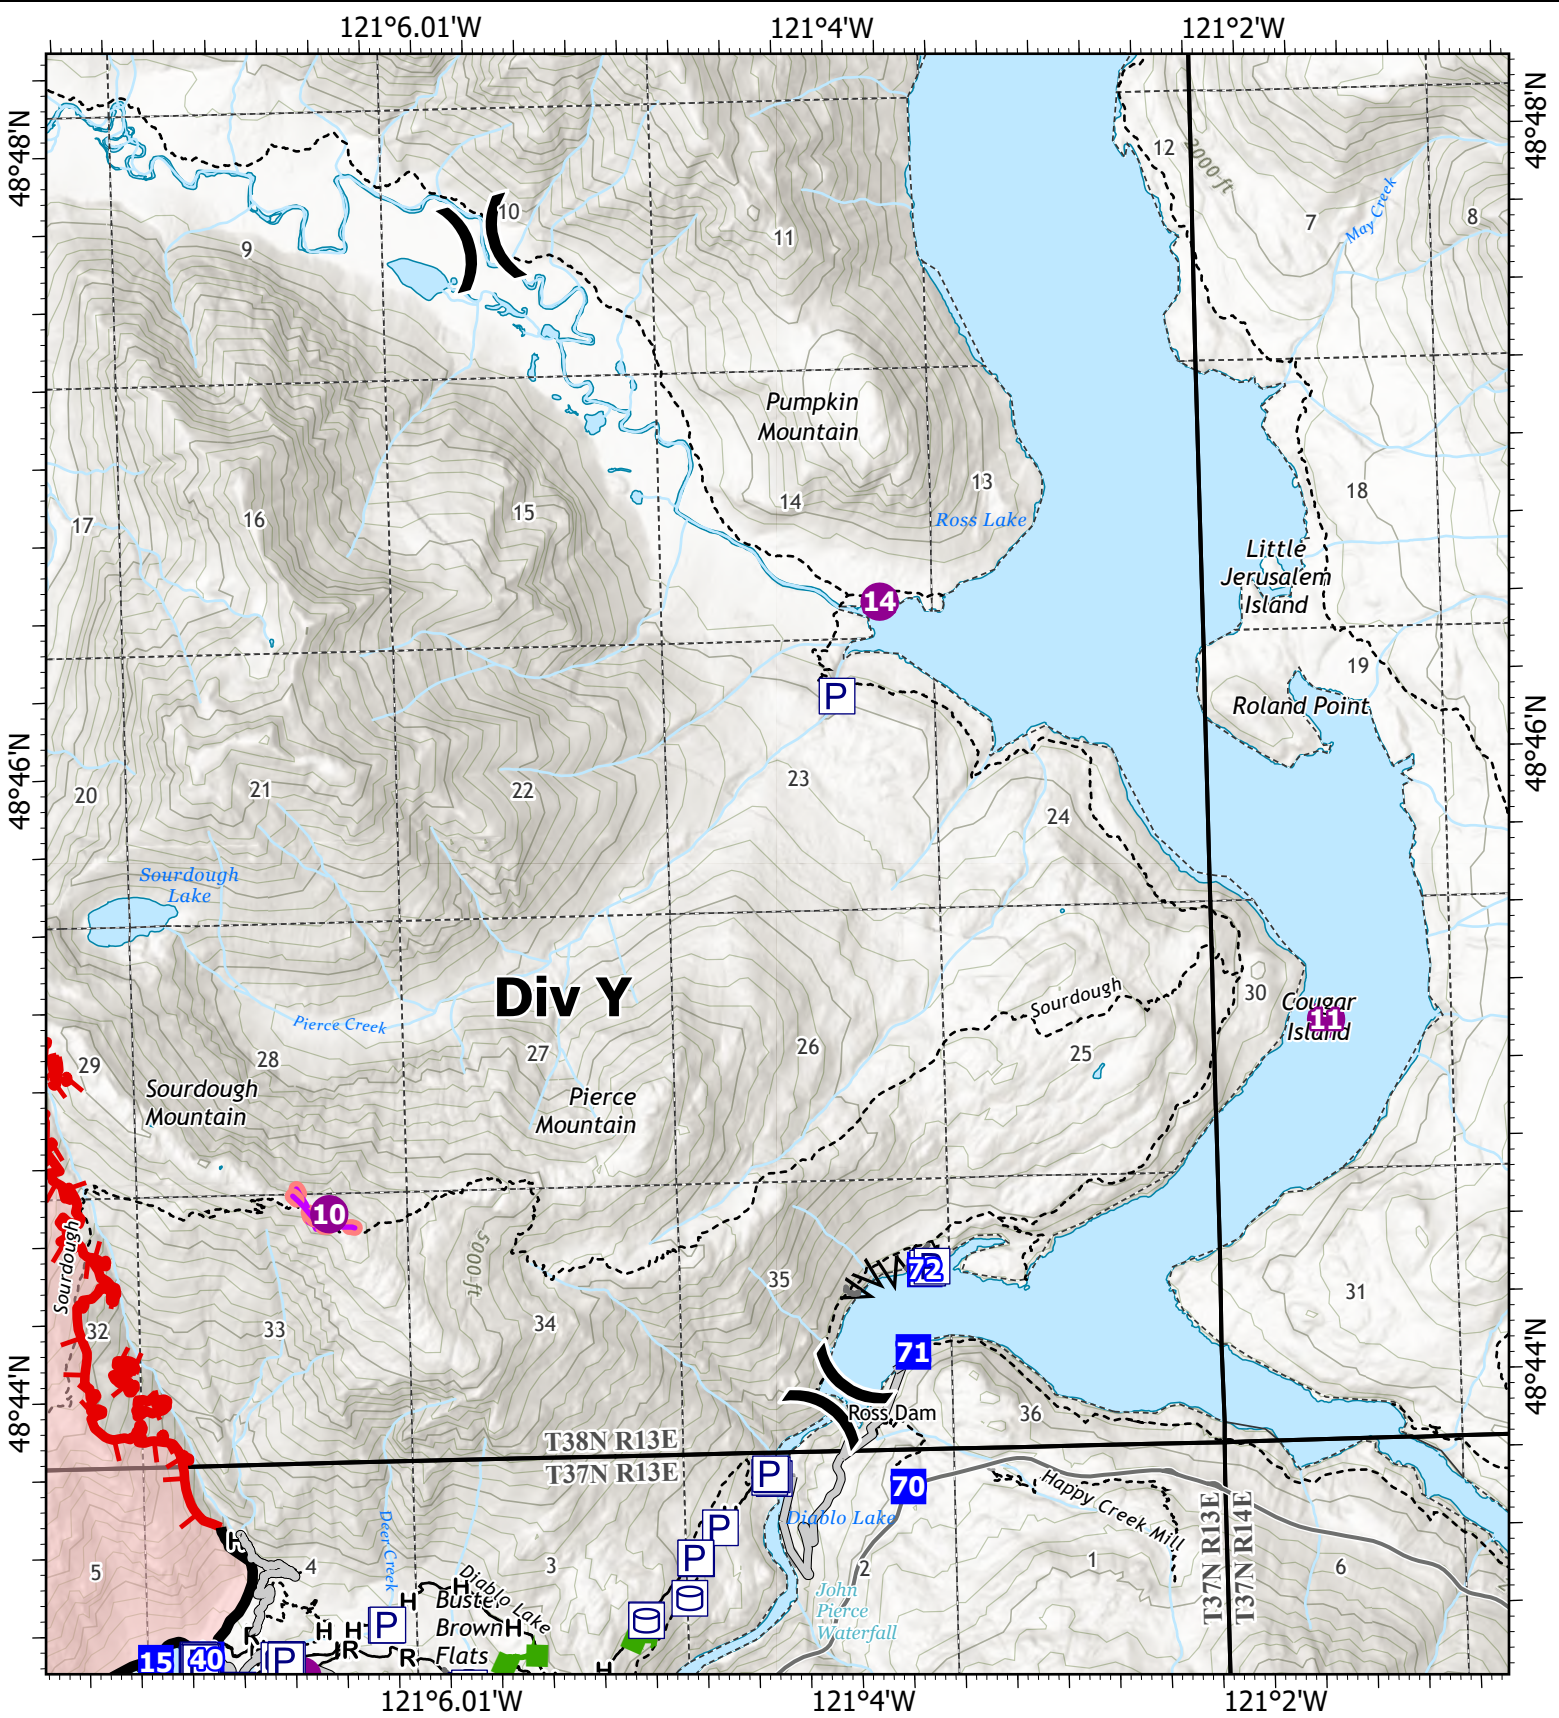 121°6.01'W
121°4'W
121°2'W
48°48'N
48°48'N
12
2000 ft
May Creek
10
9
11
7
8
Pumpkin
Mountain
13
14
Ross Lake
18
17
16
15
Little
Jerusalem
Island
14
19
P
Roland Point
48°46'N
48°46'N
20
21
22
23
24
Sourdough
Lake
Div Y
Sourdough
30
Cougar
Island
11
Pierce Creek
29
28
27
26
25
Sourdough
Mountain
Pierce
Mountain
10
Sourdough
5000 ft
72
P
35
31
32
33
34
71
48°44'N
48°44'N
Ross Dam
36
T38N R13E
T37N R13E
P
70
Happy Creek Mill
T37N R13E
T37N R14E
Diablo Lake
Deer Creek
P
P
H
5
4
3
2
1
6
Diablo Lake
H
H
Buster
Brown
Flats
John
Pierce
Waterfall
P
H
H
H
R
R
R
15
40
P
H
121°6.01'W
121°4'W
121°2'W